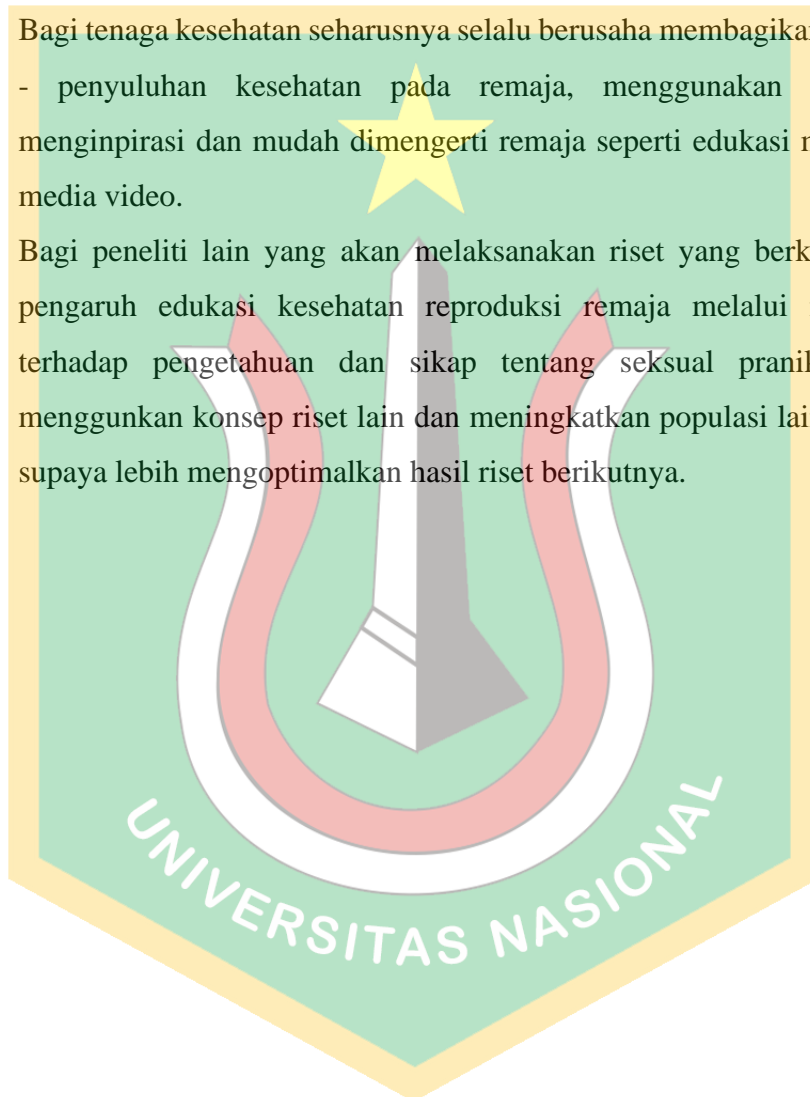 Bagi tenaga kesehatan seharusnya selalu berusaha membagikan
- penyuluhan kesehatan pada remaja, menggunakan
menginpirasi dan mudah dimengerti remaja seperti edukasi
media video.
Bagi peneliti lain yang akan melaksanakan riset yang
pengaruh edukasi kesehatan reproduksi remaja melalui
terhadap pengetahuan dan sikap tentang seksual
menggunkan konsep riset lain dan meningkatkan populasi
supaya lebih mengoptimalkan hasil riset berikutnya.
UNIVERSITAS NASIONAL